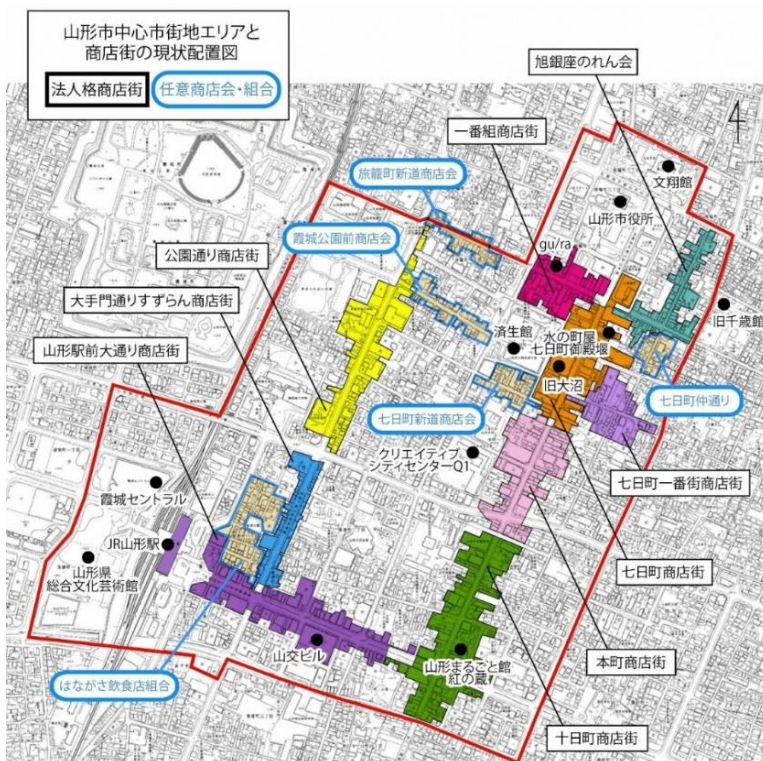 山形市中心市街地エリアと
商店街の現状配置図
法人格商店街
任意商店会・組合
旭銀座のれん会
一番組商店街
文翔館
旅籠町新道商店会
山形市役所
霞城公園前商店会
gu/ra
公園通り商店街
大手門通りすずらん商店街
旧千歳館
済生館
水の町屋
七日町御殿堰
山形駅前大通り商店街
旧大沼
七日町新道商店会
七日町仲通り
クリエイティブ
シティセンターQ1
七日町一番街商店街
霞城セントラル
JR山形駅
山形県
総合文化芸術館
七日町商店街
山交ビル
山形まるごと館
紅の蔵
本町商店街
はながさ飲食店組合
十日町商店街